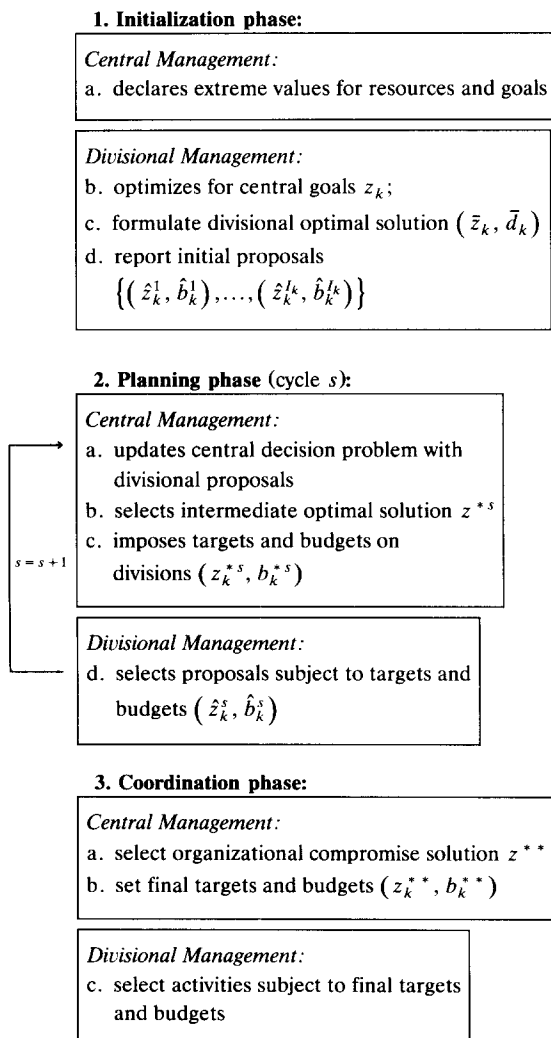 1. Initialization phase:
Central Management:
a. declares extreme values for resources and goals
Divisional Management:
b. optimizes for central goals z_k;
c. formulate divisional optimal solution ( z̄_k, d̄_k )
d. report initial proposals
{( ẑ_k^1, b̂_k^1 ),...,( ẑ_k^{I_k}, b̂_k^{I_k} )}
2. Planning phase (cycle s):
Central Management:
a. updates central decision problem with
divisional proposals
b. selects intermediate optimal solution z^{*s}
c. imposes targets and budgets on
divisions ( z_k^{*s}, b_k^{*s} )
s = s + 1
Divisional Management:
d. selects proposals subject to targets and
budgets ( ẑ_k^s, b̂_k^s )
3. Coordination phase:
Central Management:
a. select organizational compromise solution z^{**}
b. set final targets and budgets ( z_k^{**}, b_k^{**} )
Divisional Management:
c. select activities subject to final targets
and budgets